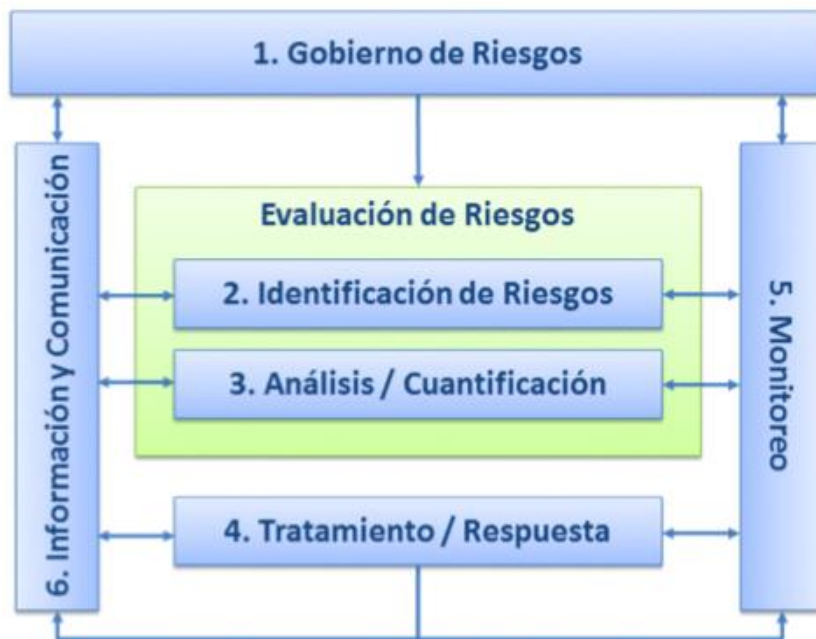 1. Gobierno de Riesgos
6. Información y Comunicación
Evaluación de Riesgos
2. Identificación de Riesgos
3. Análisis / Cuantificación
4. Tratamiento / Respuesta
5. Monitoreo